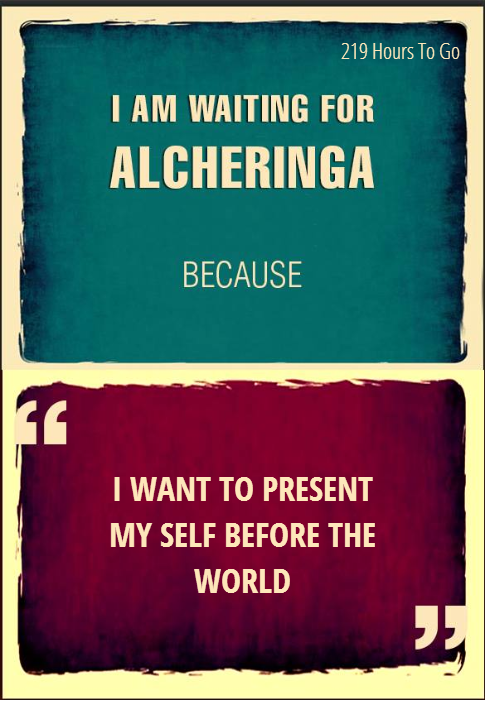 219 Hours To Go
I AM WAITING FOR
ALCHERINGA
BECAUSE
“
I WANT TO PRESENT
MY SELF BEFORE THE
WORLD
”